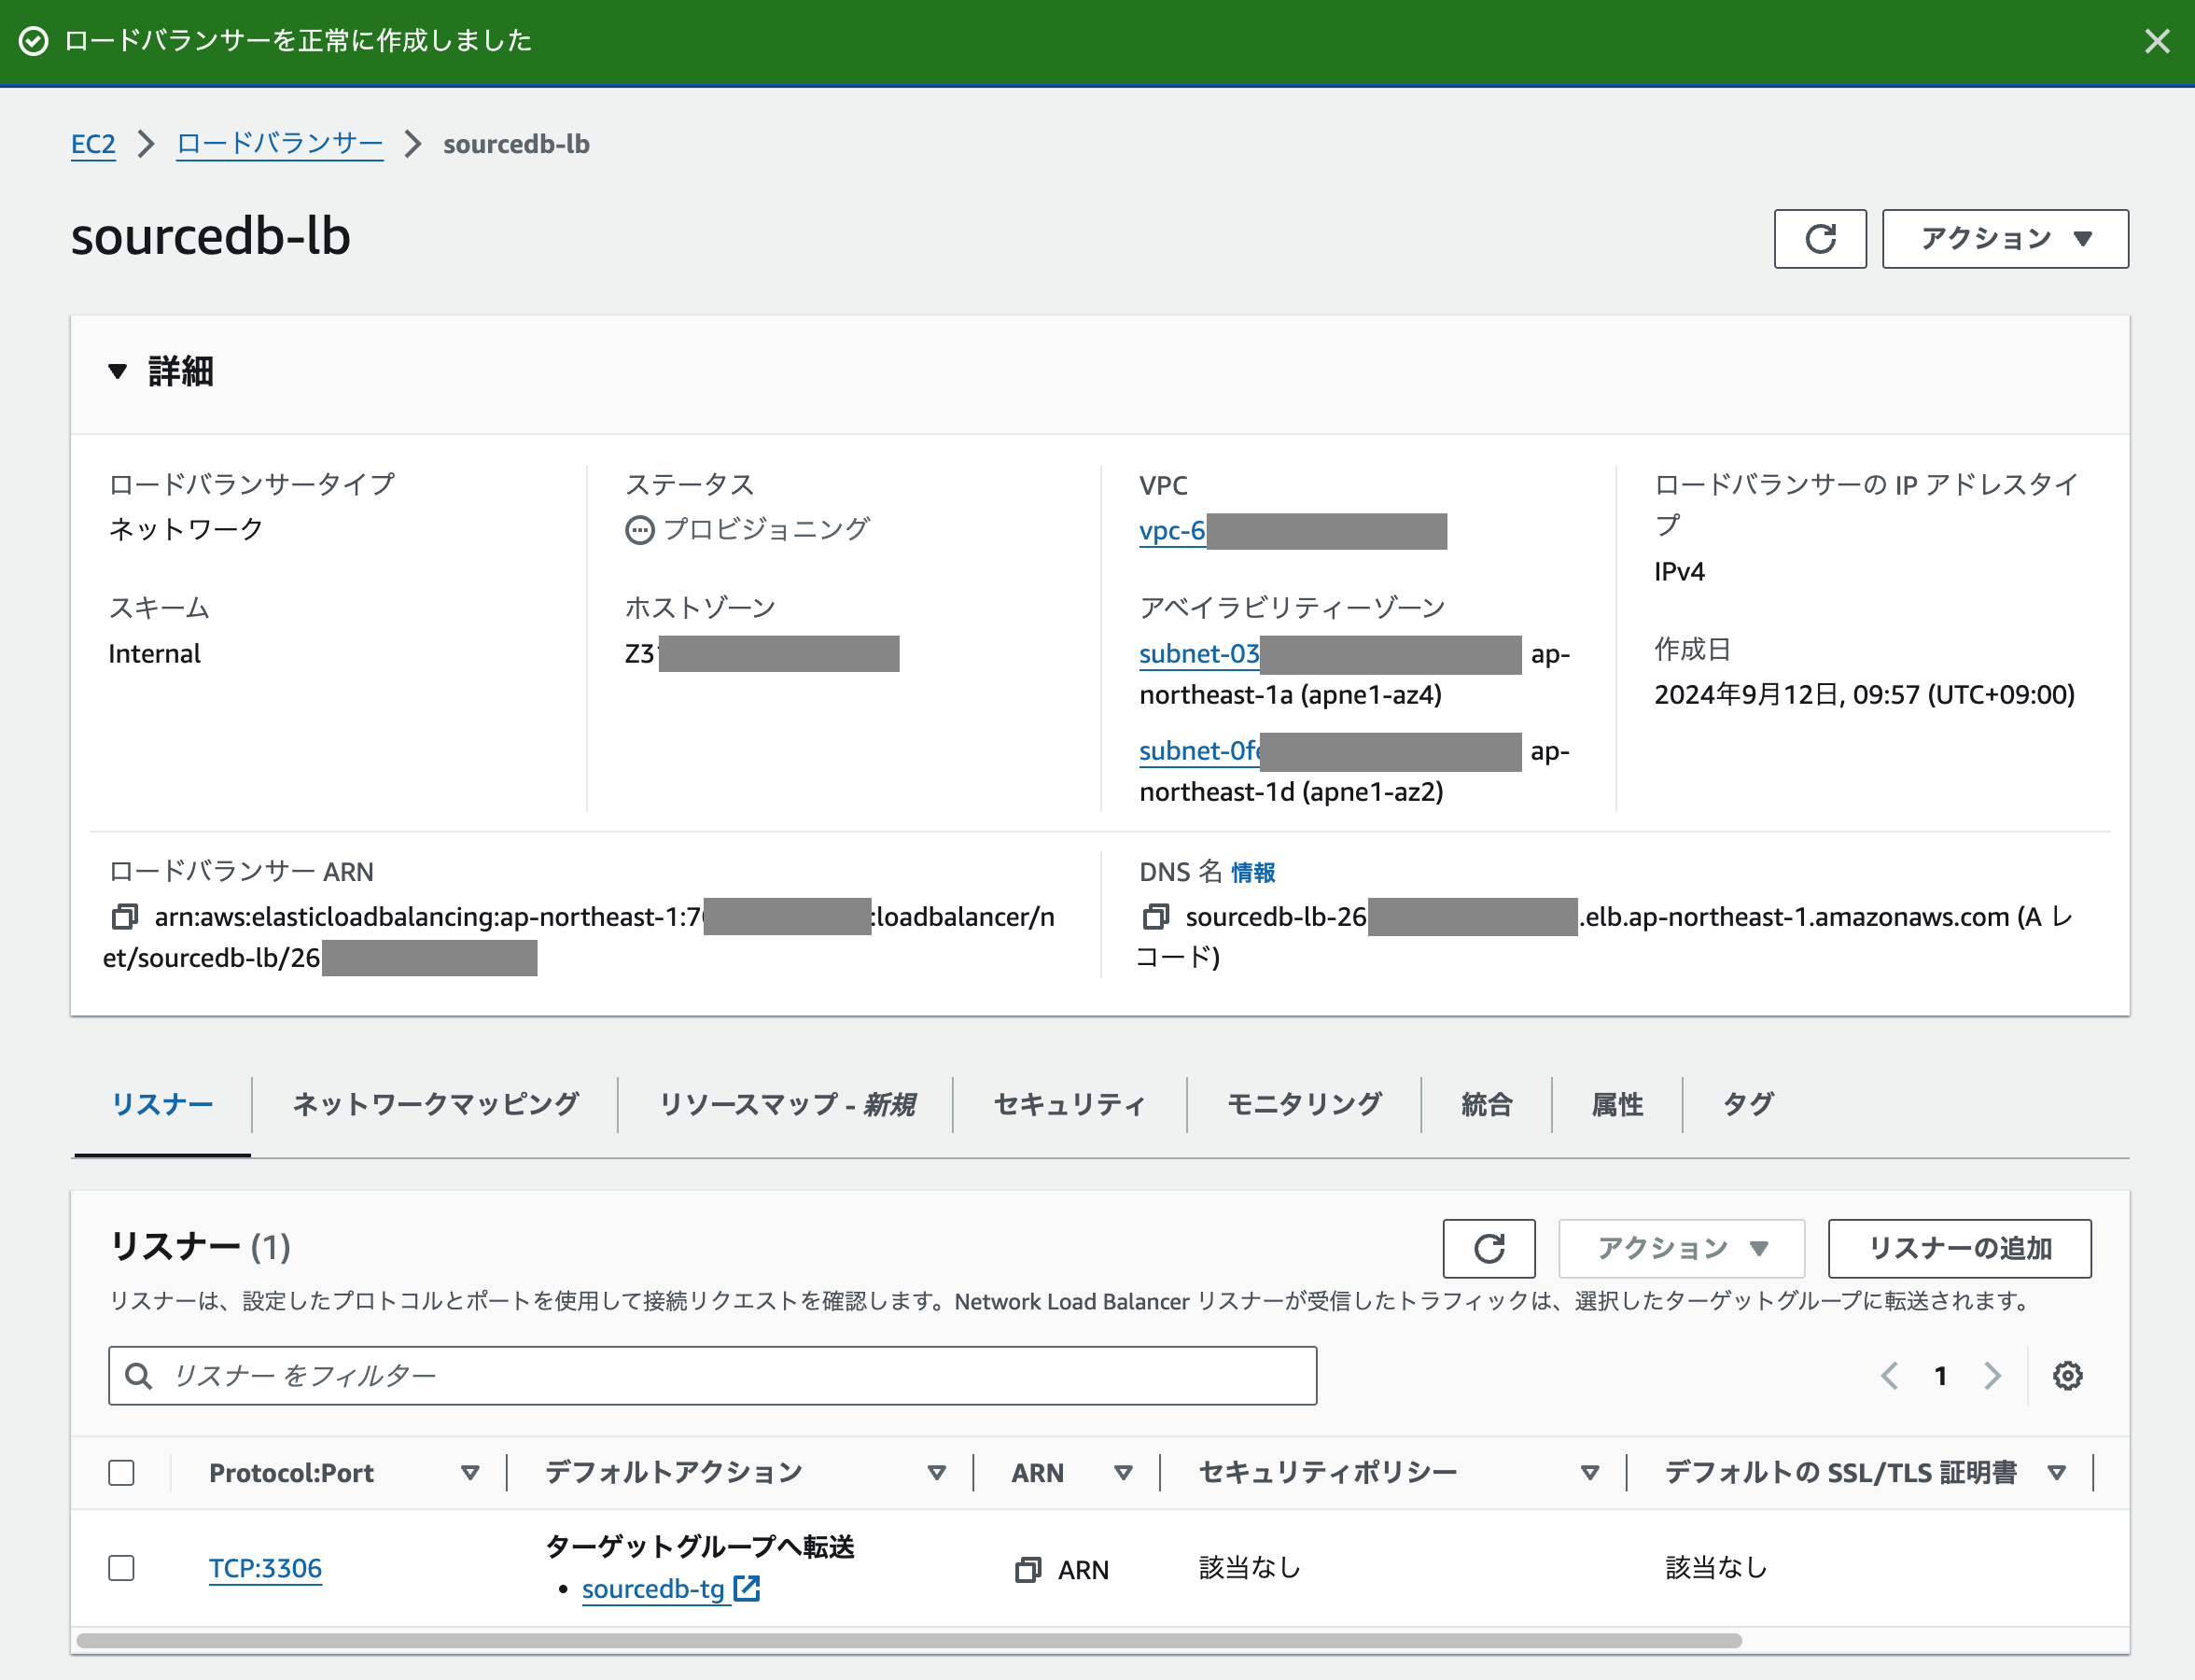 ロードバランサーを正常に作成しました
EC2 ロードバランサー sourcedb-lb
sourcedb-lb
アクション
詳細
ロードバランサータイプ
ネットワーク
スキーム
Internal
ステータス
プロビジョニング
ホストゾーン
Z31
VPC
vpc-6
アベイラビリティーゾーン
subnet-03 ap-
northeast-1a (apne1-az4)
subnet-0fe ap-
northeast-1d (apne1-az2)
ロードバランサーの IP アドレスタイ
プ
IPv4
作成日
2024年9月12日, 09:57 (UTC+09:00)
ロードバランサー ARN
arn:aws:elasticloadbalancing:ap-northeast-1:7 :loadbalancer/n
et/sourcedb-lb/26
DNS 名 情報
sourcedb-lb-26 .elb.ap-northeast-1.amazonaws.com (A レ
コード)
リスナー ネットワークマッピング リソースマップ - 新規 セキュリティ モニタリング 統合 属性 タグ
リスナー (1)
アクション リスナーの追加
リスナーは、設定したプロトコルとポートを使用して接続リクエストを確認します。Network Load Balancer リスナーが受信したトラフィックは、選択したターゲットグループに転送されます。
リスナー をフィルター
1
Protocol:Port デフォルトアクション ARN セキュリティポリシー デフォルトの SSL/TLS 証明書
TCP:3306
ターゲットグループへ転送
• sourcedb-tg
ARN
該当なし
該当なし